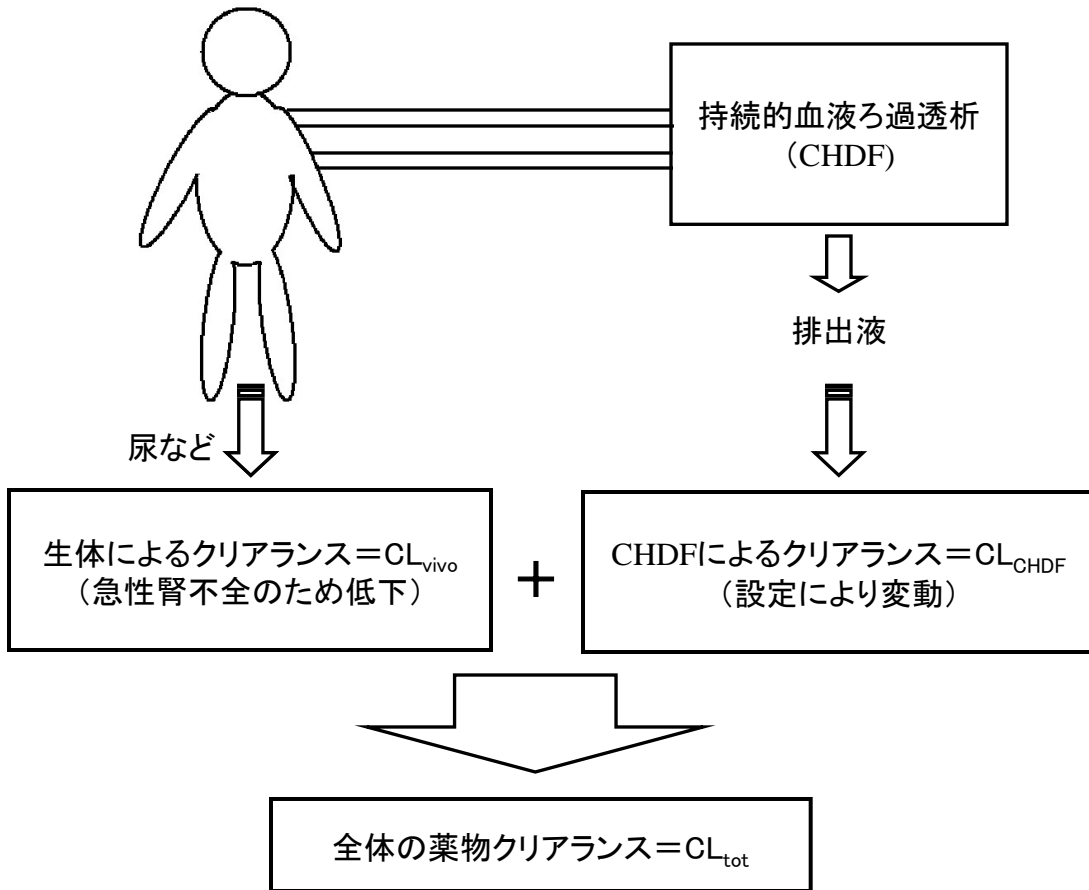 持続的血液ろ過透析
（CHDF)
排出液
尿など
生体によるクリアランス＝CLvivo
（急性腎不全のため低下）
＋
CHDFによるクリアランス＝CLCHDF
（設定により変動）
全体の薬物クリアランス＝CLtot